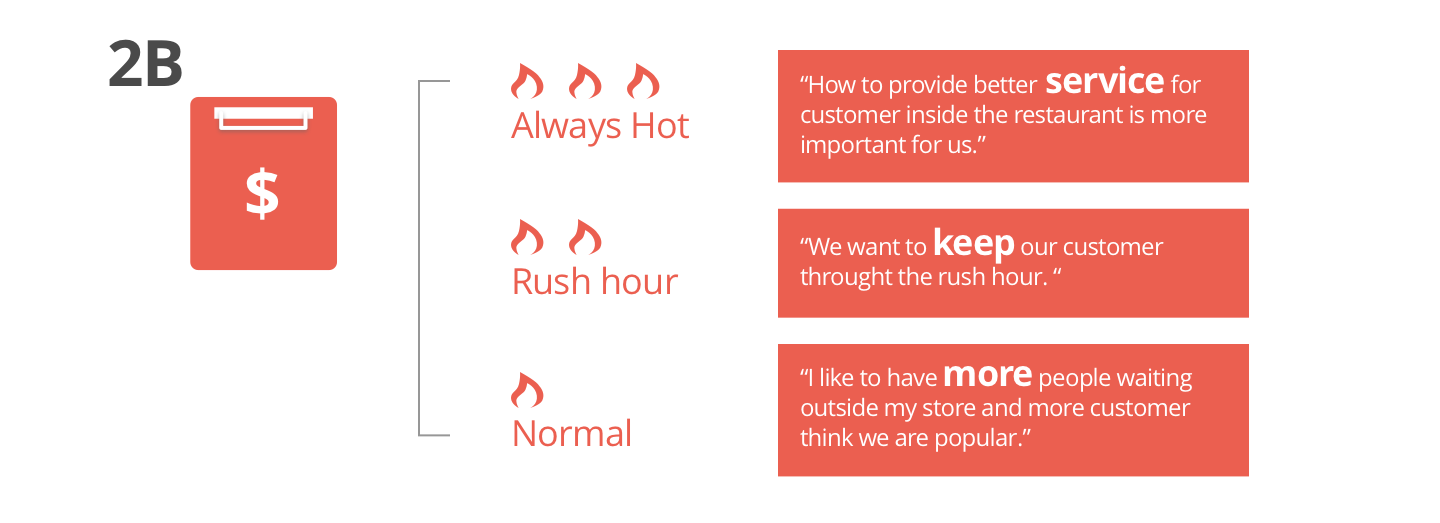 2B
$
Always Hot
“How to provide better service for
customer inside the restaurant is more
important for us.”
Rush hour
“We want to keep our customer
throught the rush hour. “
Normal
“I like to have more people waiting
outside my store and more customer
think we are popular.”